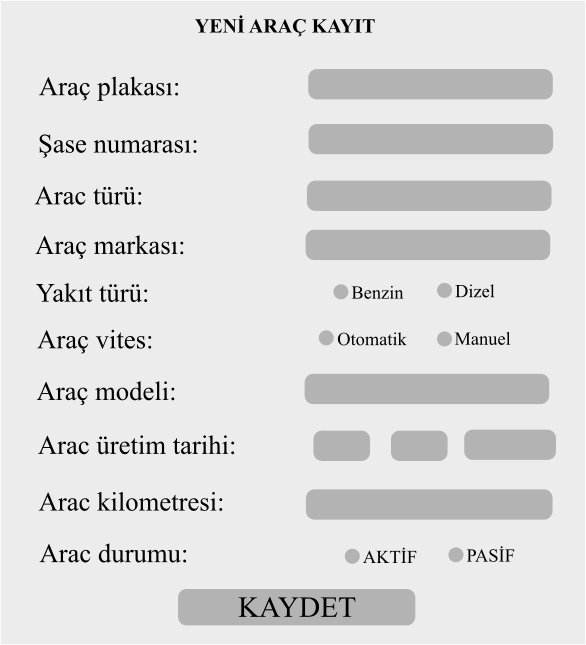 YENİ ARAÇ KAYIT
Araç plakası:
Şase numarası:
Arac türü:
Araç markası:
Yakıt türü: Benzin Dizel
Araç vites: Otomatik Manuel
Araç modeli:
Arac üretim tarihi:
Arac kilometresi:
Arac durumu: AKTİF PASİF
KAYDET